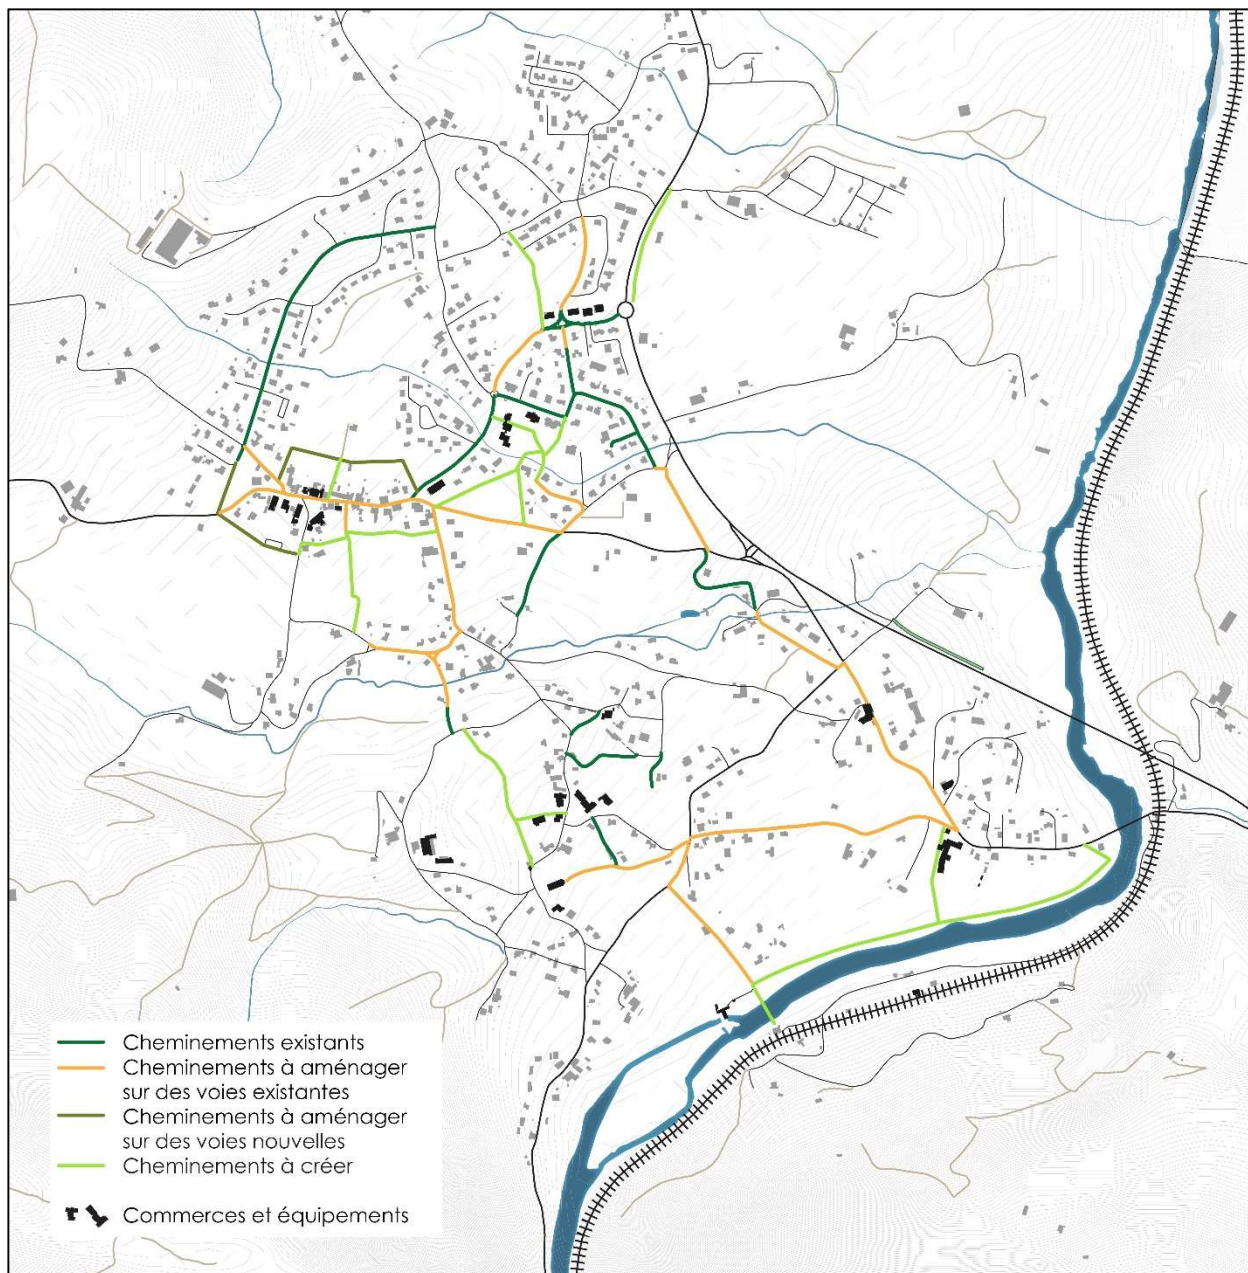 Cheminements existants
Cheminements à aménager
sur des voies existantes
Cheminements à aménager
sur des voies nouvelles
Cheminements à créer
Commerces et équipements